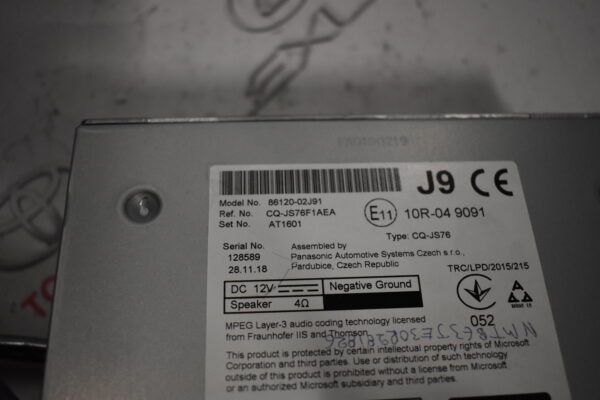 J9 CE
Model No. 86120-02J91
Ref. No. CQ-JS76F1AEA
Set No. AT1601
E11 10R-04 9091
Type: CQ-JS76
Serial No. Assembled by
128589 Panasonic Automotive Systems Czech s.r.o.,
28.11.18 Pardubice, Czech Republic
TRC/LPD/2015/215
DC 12V Negative Ground
Speaker 4Ω
052
MPEG Layer-3 audio coding technology licensed
from Fraunhofer IIS and Thomson.
This product is protected by certain intellectual property rights of Microsoft
Corporation and third parties. Use or distribution of such technology
outside of this product is prohibited without a license from Microsoft
or an authorized Microsoft subsidiary and third parties.